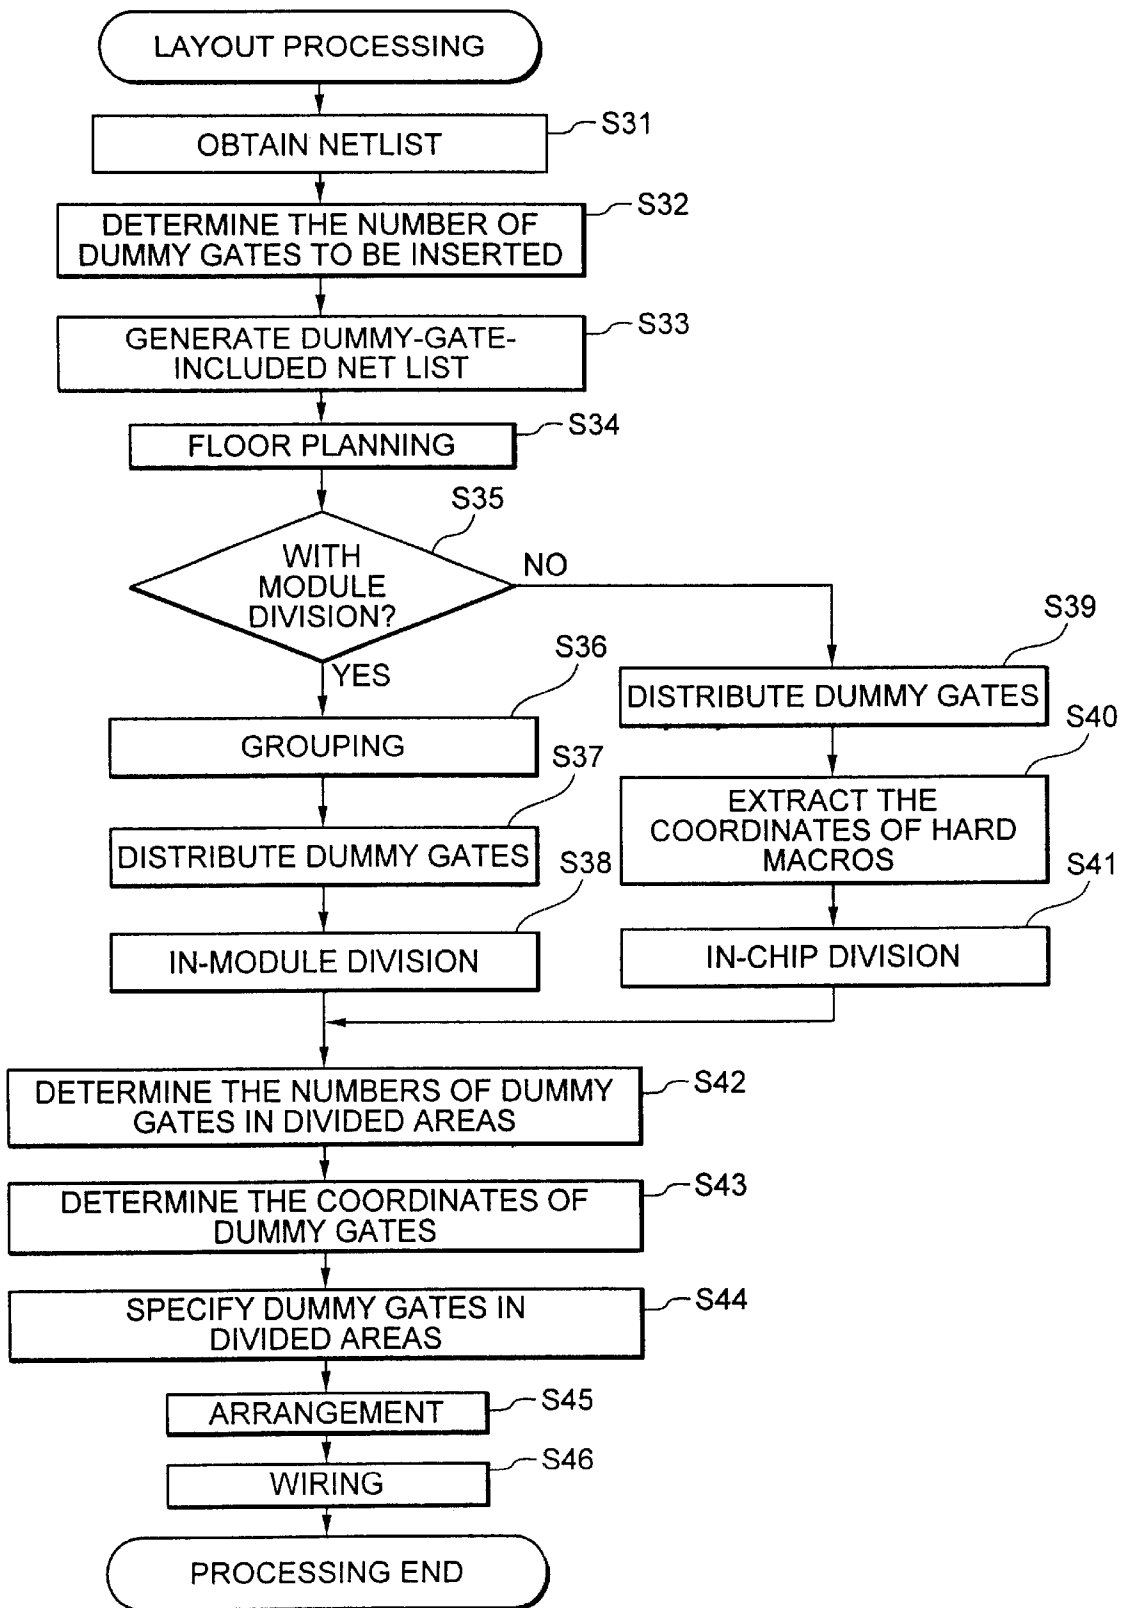 LAYOUT PROCESSING
S31
OBTAIN NETLIST
S32
DETERMINE THE NUMBER OF
DUMMY GATES TO BE INSERTED
S33
GENERATE DUMMY-GATE-
INCLUDED NET LIST
S34
FLOOR PLANNING
S35
WITH
MODULE
DIVISION?
NO
YES
S36
GROUPING
S37
DISTRIBUTE DUMMY GATES
S38
IN-MODULE DIVISION
S39
DISTRIBUTE DUMMY GATES
S40
EXTRACT THE
COORDINATES OF HARD
MACROS
S41
IN-CHIP DIVISION
S42
DETERMINE THE NUMBERS OF DUMMY
GATES IN DIVIDED AREAS
S43
DETERMINE THE COORDINATES OF
DUMMY GATES
S44
SPECIFY DUMMY GATES IN
DIVIDED AREAS
S45
ARRANGEMENT
S46
WIRING
PROCESSING END